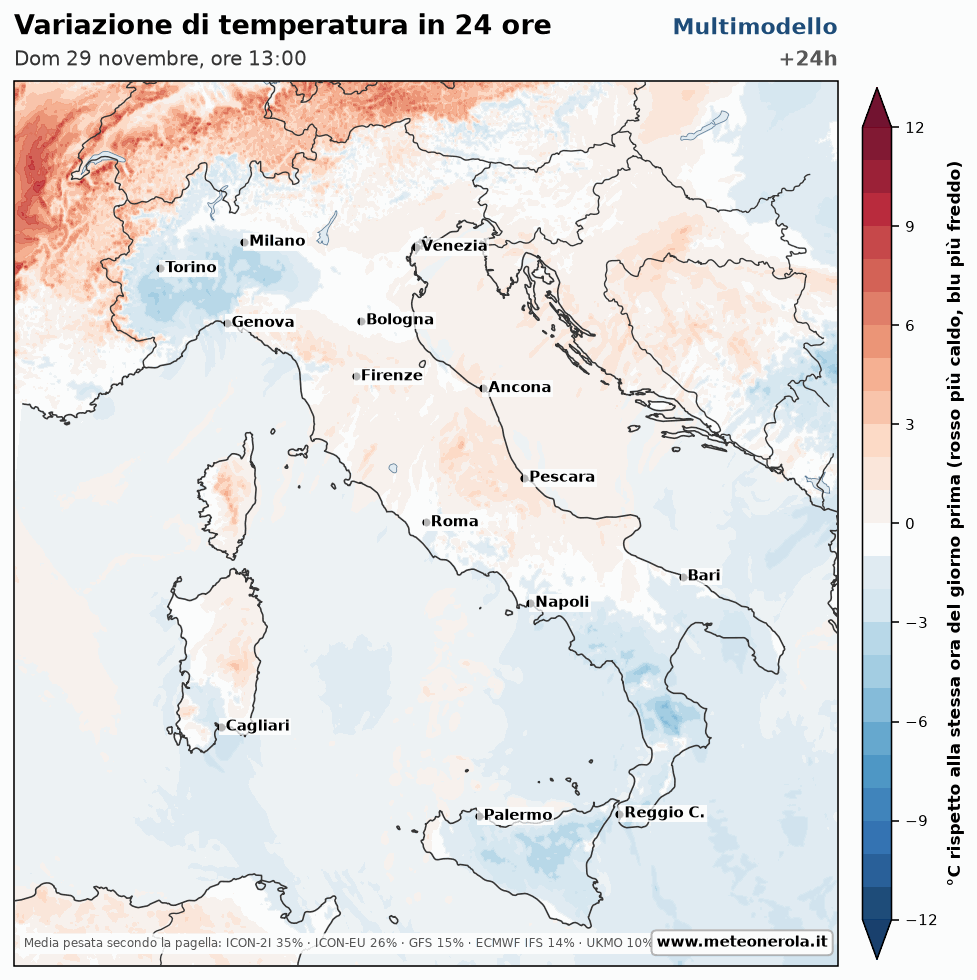 Variazione di temperatura in 24 ore
Multimodello
Dom 29 novembre, ore 13:00
+24h
12
9
6
3
0
−3
−6
−9
−12
°C rispetto alla stessa ora del giorno prima (rosso più caldo, blu più freddo)
Milano
Venezia
Torino
Genova
Bologna
Firenze
Ancona
Pescara
Roma
Bari
Napoli
Cagliari
Palermo
Reggio C.
Media pesata secondo la pagella: ICON-2I 35% · ICON-EU 26% · GFS 15% · ECMWF IFS 14% · UKMO 10%
www.meteonerola.it